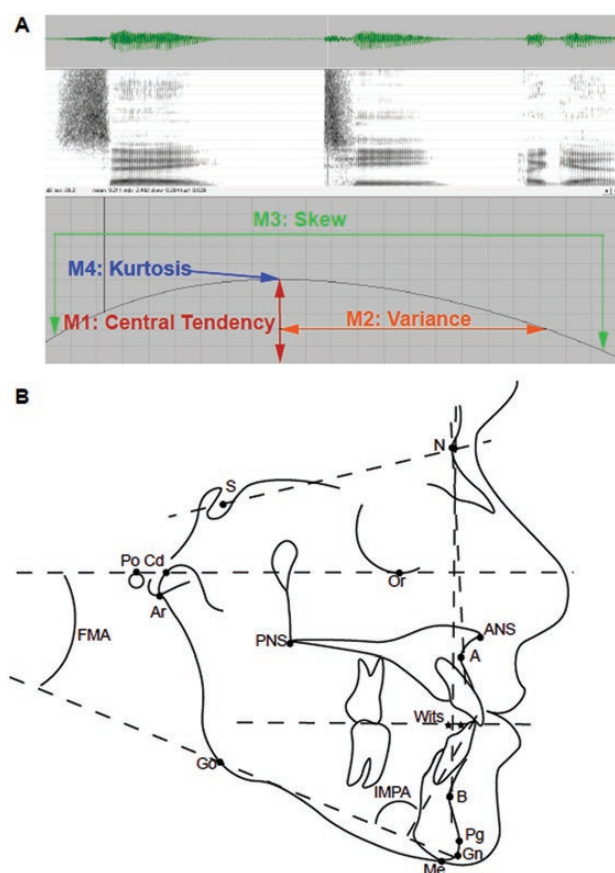 A
M3: Skew
M4: Kurtosis
M1: Central Tendency
M2: Variance
B
N
S
Po Cd
Or
Ar
FMA
PNS
ANS
A
Wits
Go
IMPA
B
Pg
Gn
Me